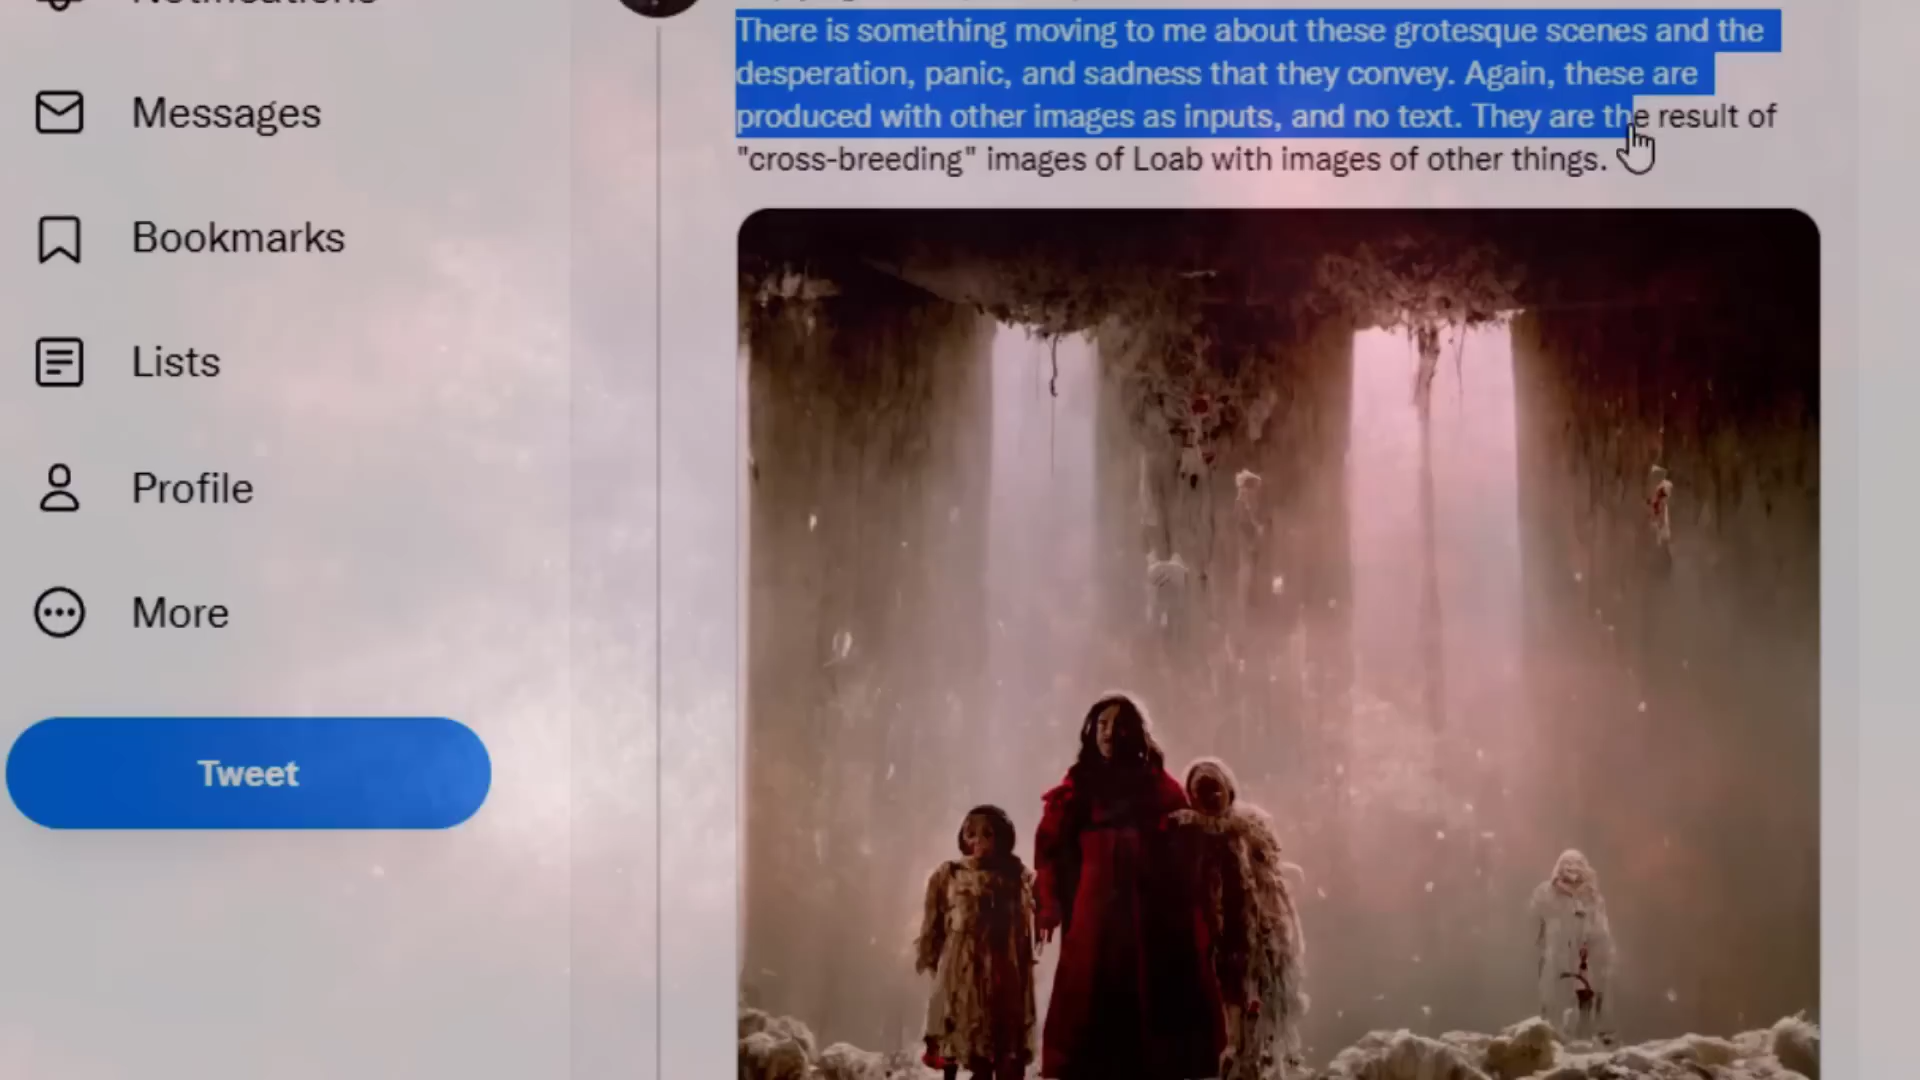 Notifications
Messages
Bookmarks
Lists
Profile
More
Tweet
There is something moving to me about these grotesque scenes and the
desperation, panic, and sadness that they convey. Again, these are
produced with other images as inputs, and no text. They are the result of
"cross-breeding" images of Loab with images of other things.